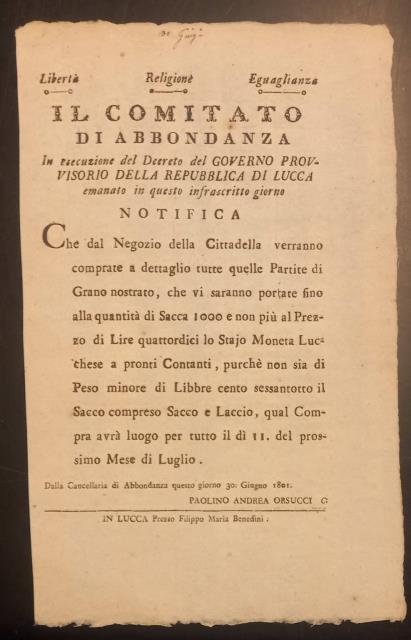 30 Giugº
Libertà Religione Eguaglianza
IL COMITATO
DI ABBONDANZA
In esecuzione del Decreto del GOVERNO PROV-
VISORIO DELLA REPUBBLICA DI LUCCA
emanato in questo infrascritto giorno
NOTIFICA
Che dal Negozio della Cittadella verranno
comprate a dettaglio tutte quelle Partite di
Grano nostrato, che vi saranno portate fino
alla quantità di Sacca 1000 e non più al Prez-
zo di Lire quattordici lo Stajo Moneta Luc-
chese a pronti Contanti, purchè non sia di
Peso minore di Libbre cento sessantotto il
Sacco compreso Sacco e Laccio, qual Com-
pra avrà luogo per tutto il dì 11. del pros-
simo Mese di Luglio.
Dalla Cancellaria di Abbondanza questo giorno 30. Giugno 1801.
PAOLINO ANDREA ORSUCCI C.
IN LUCCA Presso Filippo Maria Benedini.